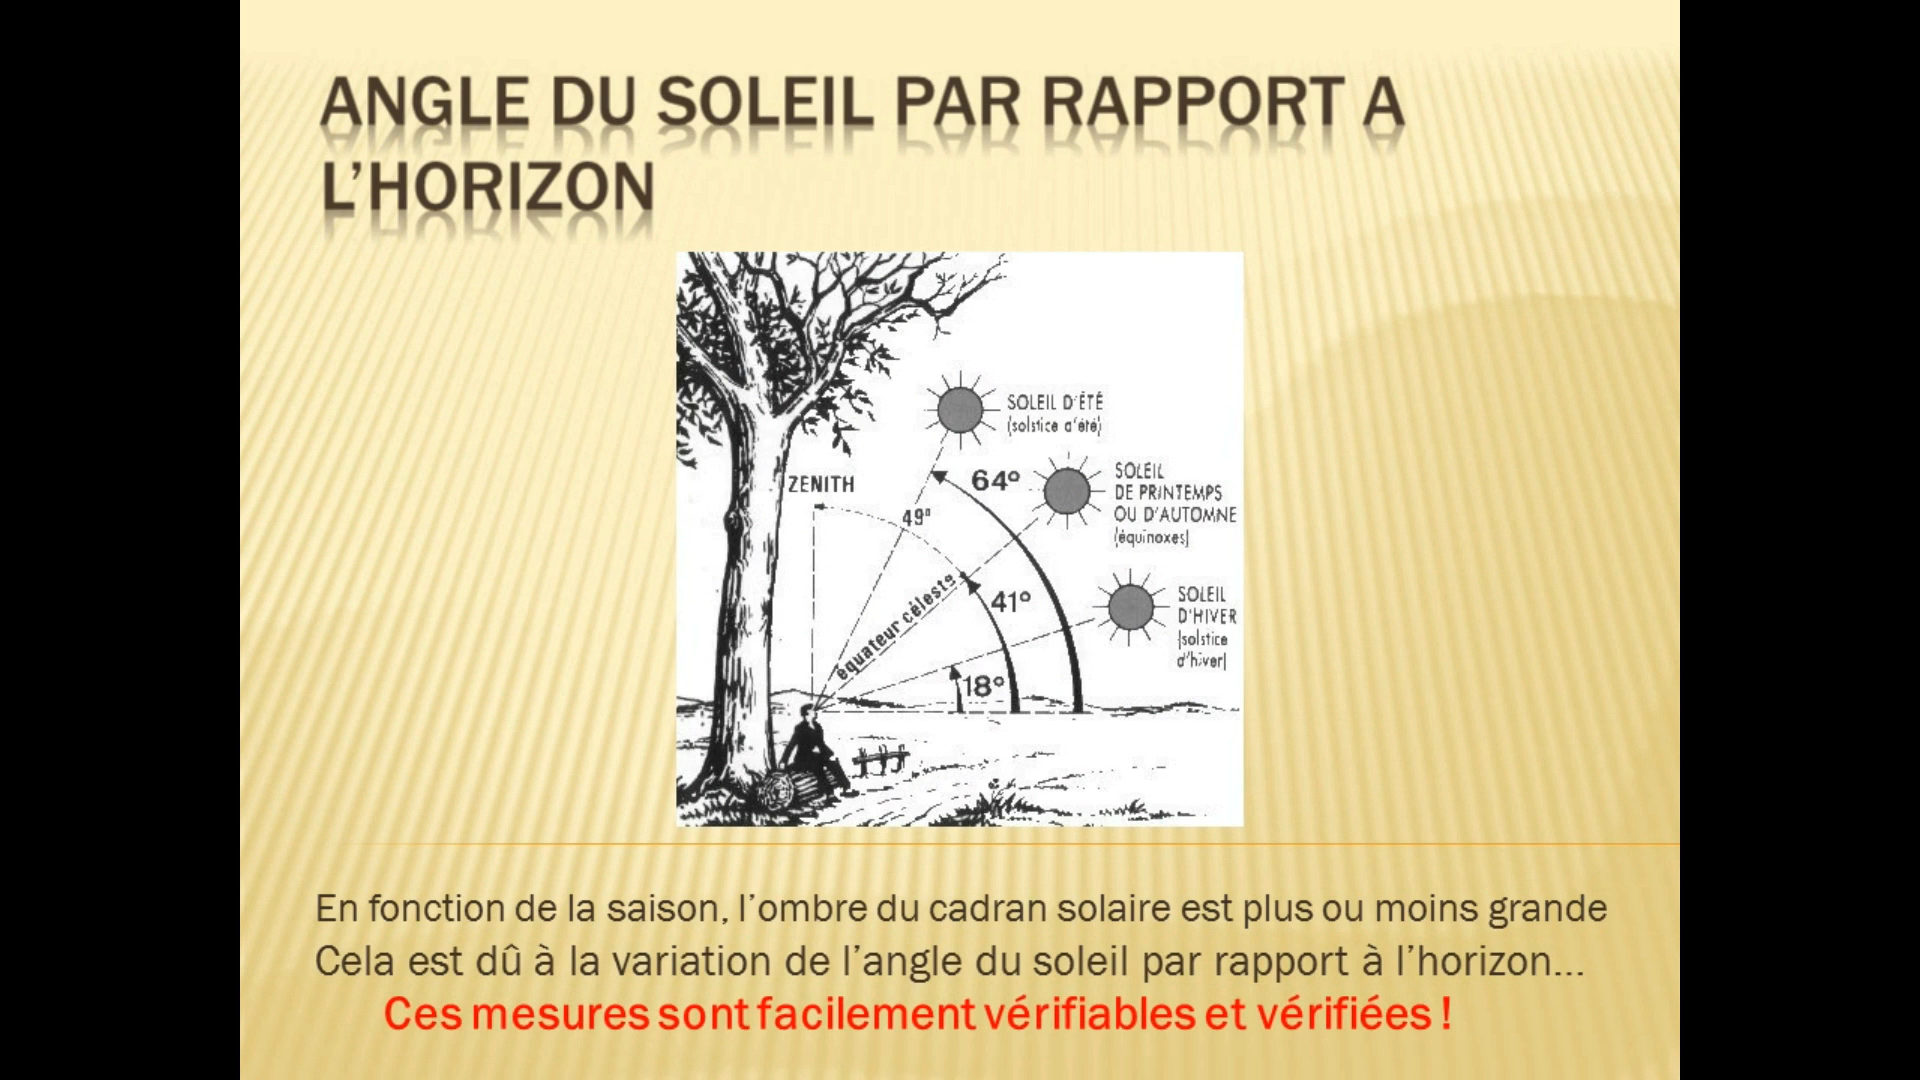 ANGLE DU SOLEIL PAR RAPPORT A
L'HORIZON
SOLEIL D'ÉTÉ
(solstice d'été)
64°
SOLEIL
DE PRINTEMPS
OU D'AUTOMNE
(équinoxes)
ZENITH
49°
équateur céleste
41°
SOLEIL
D'HIVER
(solstice
d'hiver)
18°
En fonction de la saison, l'ombre du cadran solaire est plus ou moins grande
Cela est dû à la variation de l'angle du soleil par rapport à l'horizon...
Ces mesures sont facilement vérifiables et vérifiées !